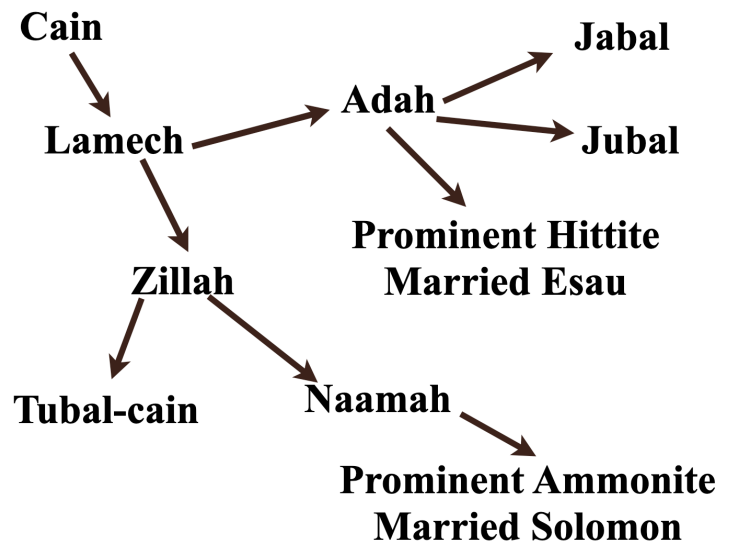 Cain
Jabal
Adah
Lamech
Jubal
Prominent Hittite
Married Esau
Zillah
Naamah
Tubal-cain
Prominent Ammonite
Married Solomon